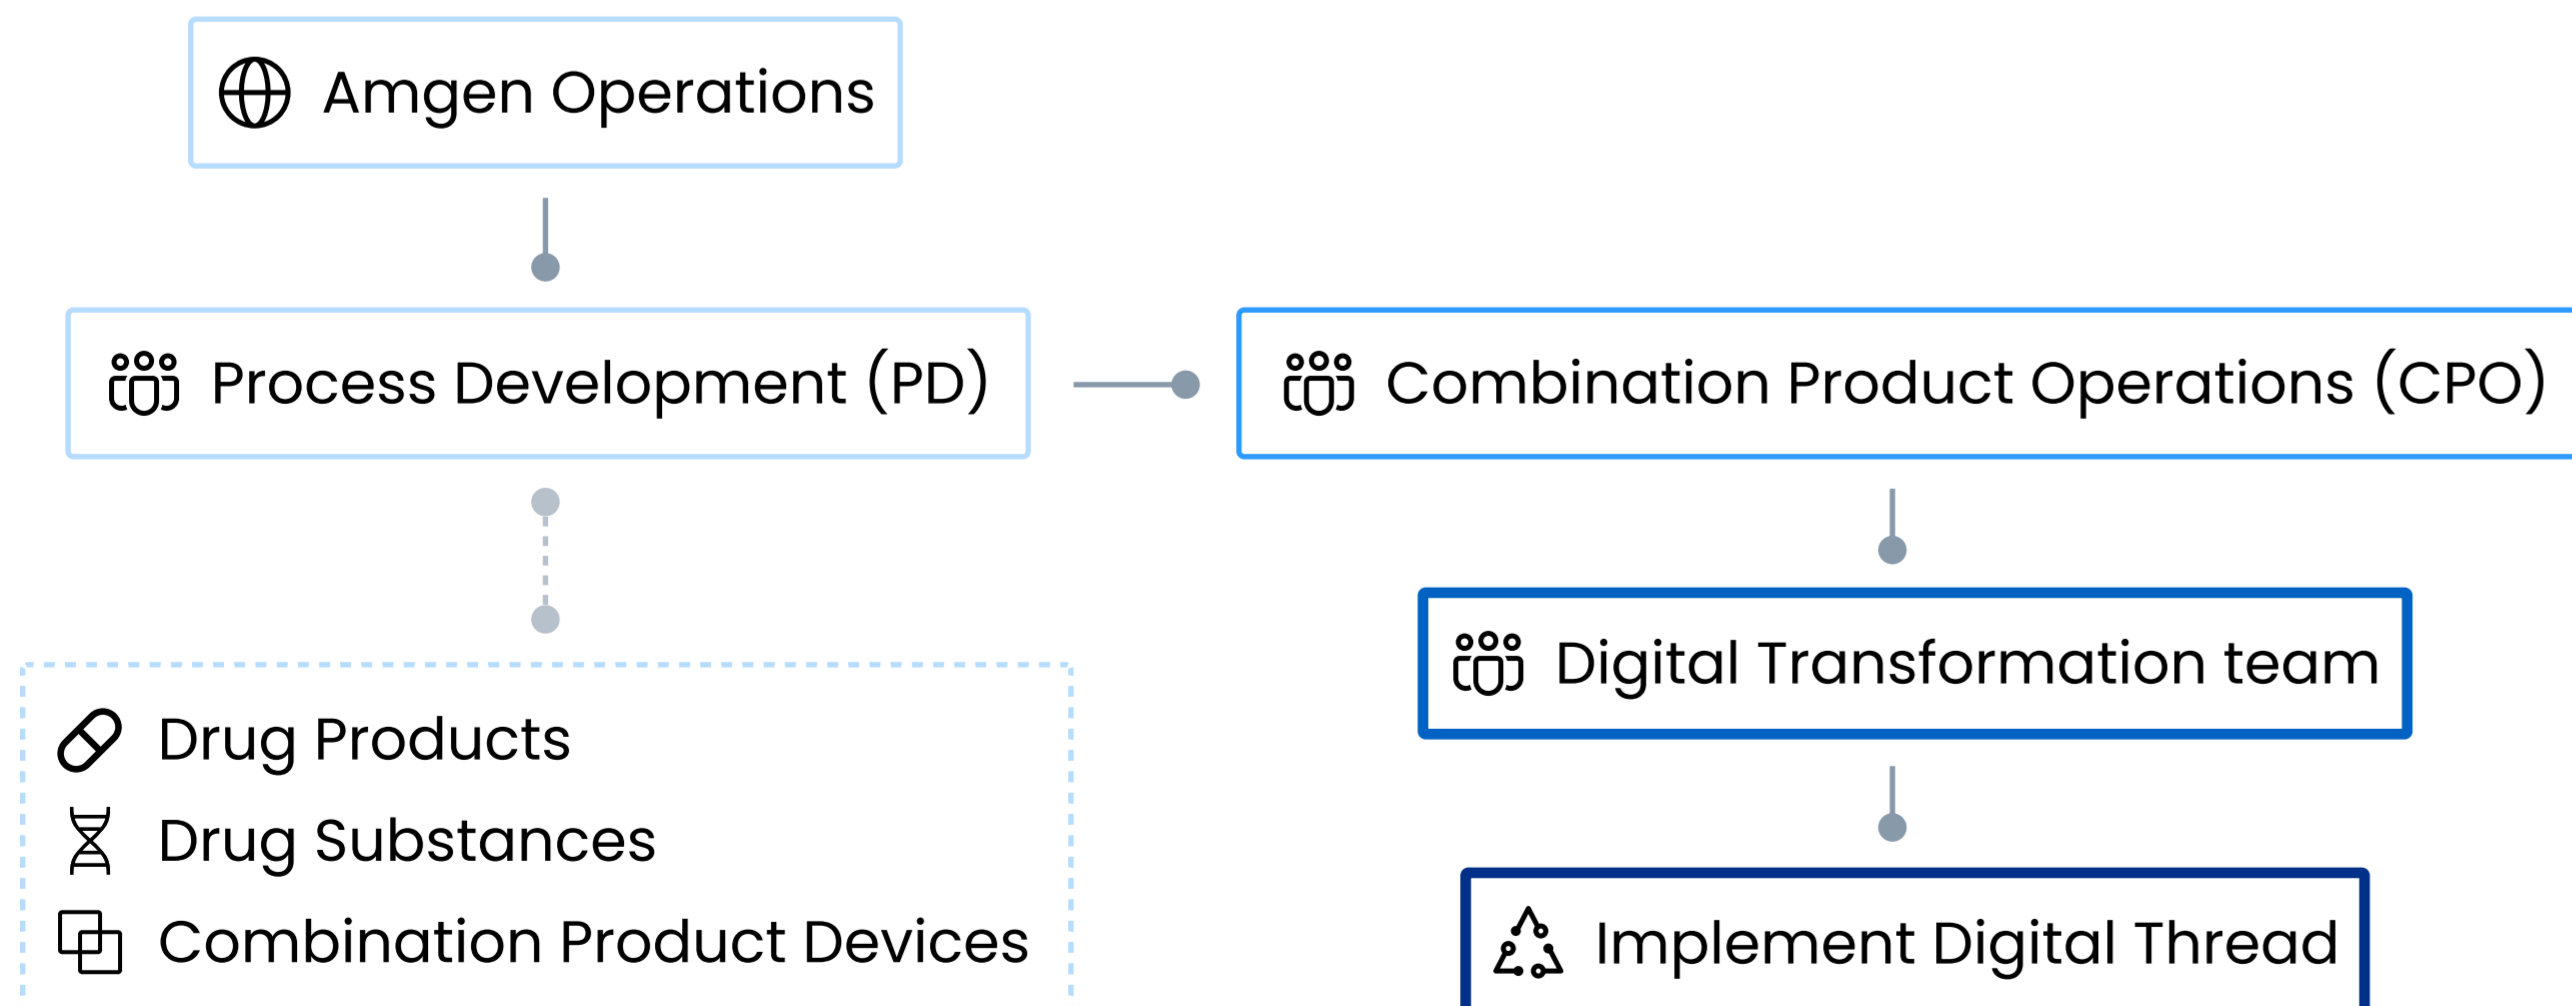 Amgen Operations
Process Development (PD)
Combination Product Operations (CPO)
Digital Transformation team
Drug Products
Drug Substances
Combination Product Devices
Implement Digital Thread